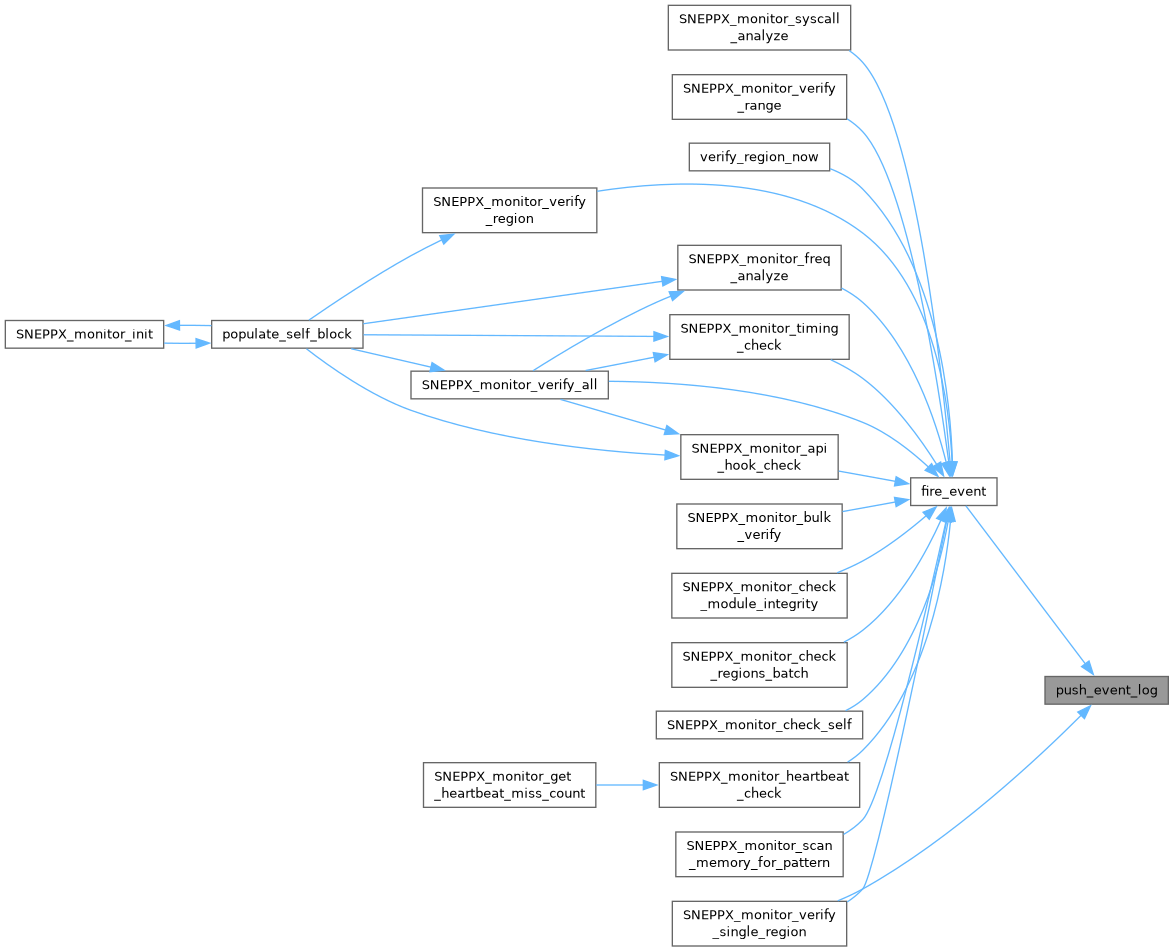 SNEPPX_monitor_syscall
_analyze
SNEPPX_monitor_verify
_range
verify_region_now
SNEPPX_monitor_verify
_region
SNEPPX_monitor_freq
_analyze
SNEPPX_monitor_init
populate_self_block
SNEPPX_monitor_timing
_check
SNEPPX_monitor_verify_all
SNEPPX_monitor_api
_hook_check
fire_event
SNEPPX_monitor_bulk
_verify
SNEPPX_monitor_check
_module_integrity
SNEPPX_monitor_check
_regions_batch
push_event_log
SNEPPX_monitor_check_self
SNEPPX_monitor_get
_heartbeat_miss_count
SNEPPX_monitor_heartbeat
_check
SNEPPX_monitor_scan
_memory_for_pattern
SNEPPX_monitor_verify
_single_region